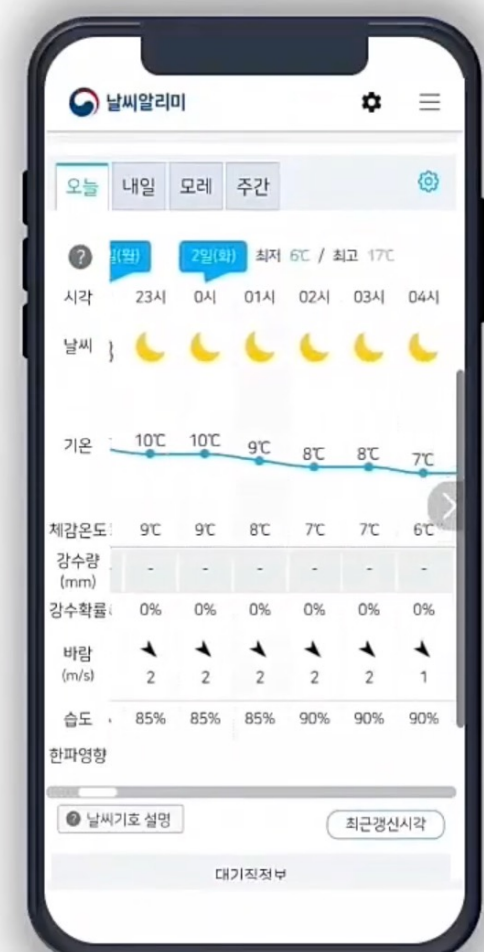 날씨알리미
오늘 내일 모레 주간
? 일(월) 2일(화) 최저 6℃ / 최고 17℃
시각 23시 0시 01시 02시 03시 04시
날씨
기온 10℃ 10℃ 9℃ 8℃ 8℃ 7℃
체감온도 9℃ 9℃ 8℃ 7℃ 7℃ 6℃
강수량
(mm) - - - - - -
강수확률 0% 0% 0% 0% 0% 0%
바람
(m/s) 2 2 2 2 2 1
습도 85% 85% 85% 90% 90% 90%
한파영향
? 날씨기호 설명 최근갱신시각
대기질정보